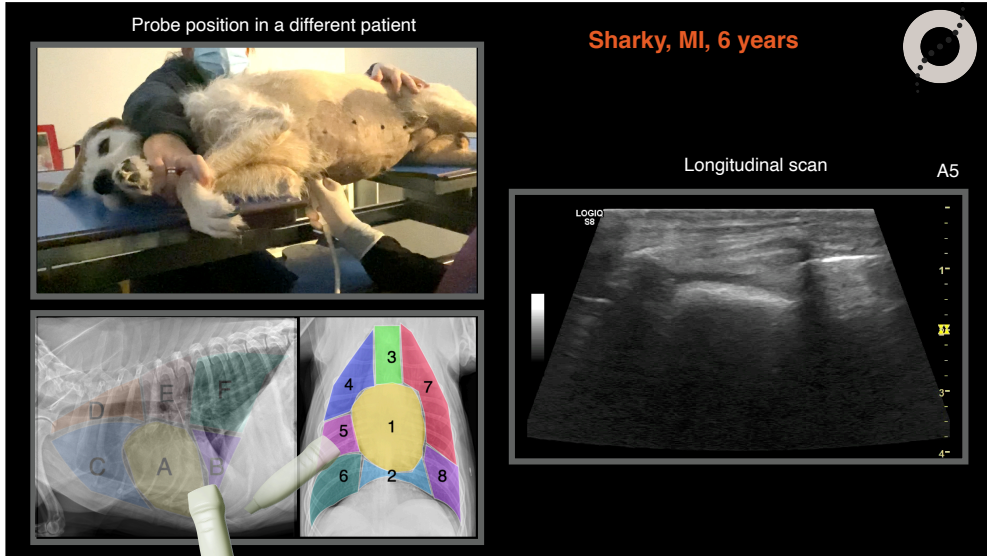 Probe position in a different patient
Sharky, MI, 6 years
Longitudinal scan
A5
LOGIQ
S8
1
3
4
D
E
F
C
A
B
3
4
7
5
1
6
2
8